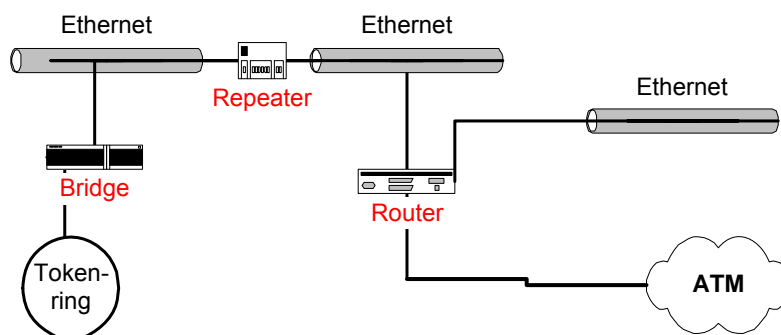 Ethernet
Ethernet
Ethernet
Repeater
Bridge
Router
Token-
ring
ATM